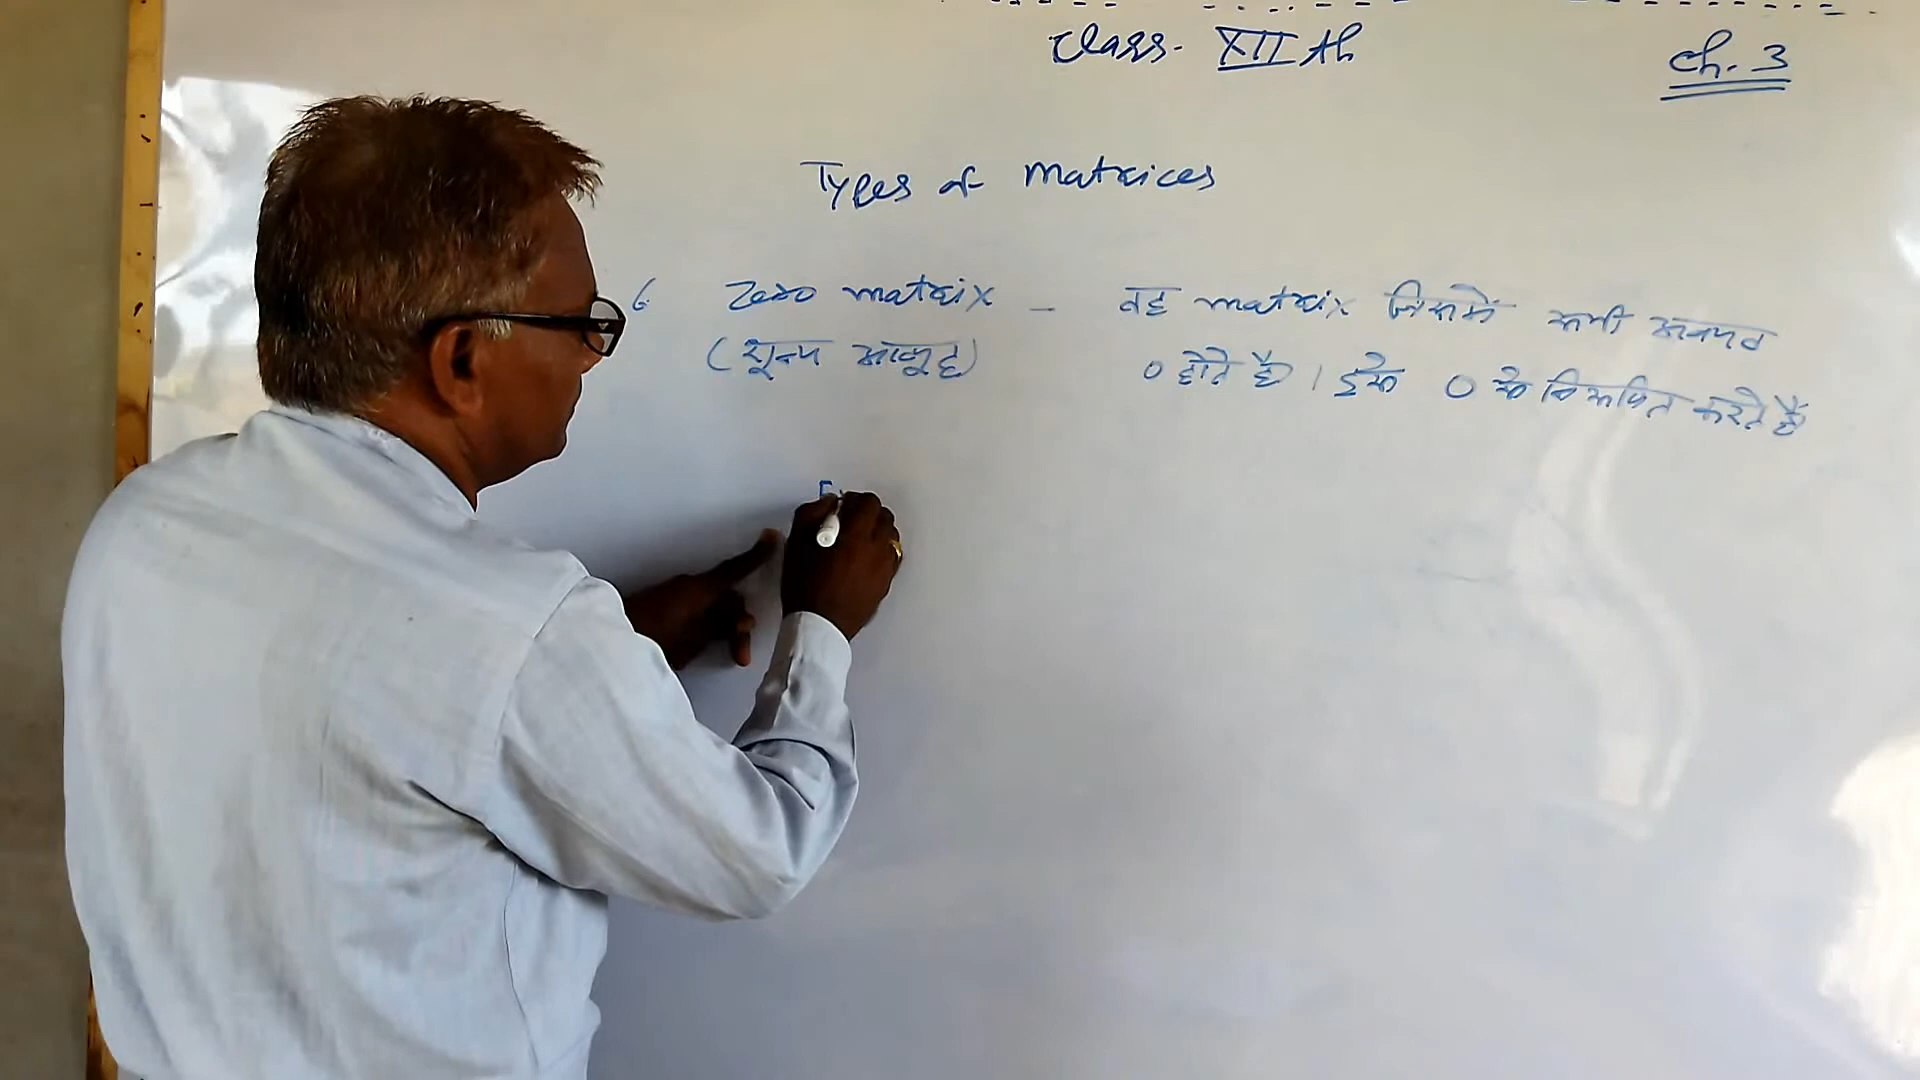 Class- XII th
Ch. 3
Types of Matrices
6. Zero matrix - वह matrix जिसमें सभी अवयव
(शून्य आव्यूह) 0 होते है। इसे 0 से निरूपित करते है